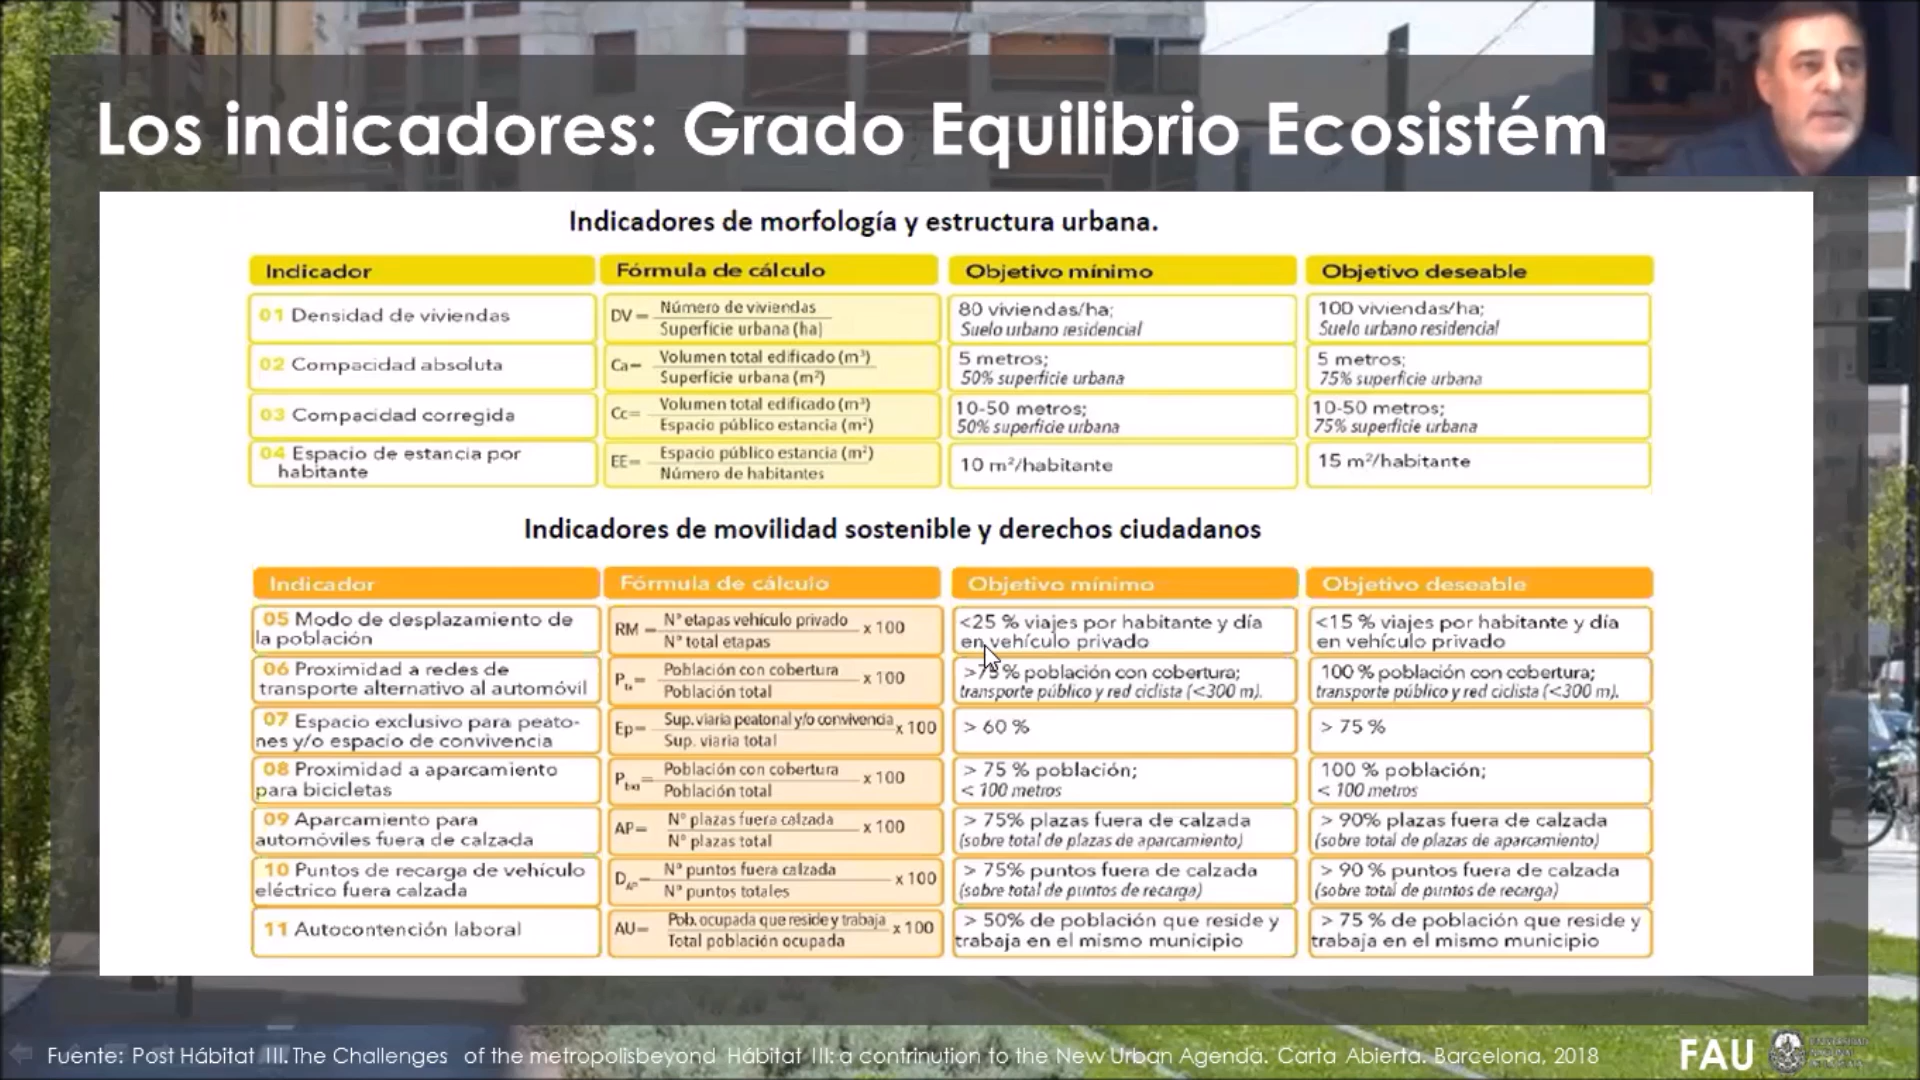 Los indicadores: Grado Equilibrio Ecosistém
Indicadores de morfología y estructura urbana.
Indicador Fórmula de cálculo Objetivo mínimo Objetivo deseable
01 Densidad de viviendas
DV = Número de viviendas
Superficie urbana (ha)
80 viviendas/ha;
Suelo urbano residencial
100 viviendas/ha;
Suelo urbano residencial
02 Compacidad absoluta
Ca= Volumen total edificado (m³)
Superficie urbana (m²)
5 metros;
50% superficie urbana
5 metros;
75% superficie urbana
03 Compacidad corregida
Cc= Volumen total edificado (m³)
Espacio público estancia (m²)
10-50 metros;
50% superficie urbana
10-50 metros;
75% superficie urbana
04 Espacio de estancia por
habitante
EE= Espacio público estancia (m²)
Número de habitantes
10 m²/habitante
15 m²/habitante
Indicadores de movilidad sostenible y derechos ciudadanos
Indicador Fórmula de cálculo Objetivo mínimo Objetivo deseable
05 Modo de desplazamiento de
la población
RM = N° etapas vehículo privado x 100
N° total etapas
<25 % viajes por habitante y día
en vehículo privado
<15 % viajes por habitante y día
en vehículo privado
06 Proximidad a redes de
transporte alternativo al automóvil
P = Población con cobertura x 100
Población total
>75 % población con cobertura;
transporte público y red ciclista (<300 m).
100 % población con cobertura;
transporte público y red ciclista (<300 m).
07 Espacio exclusivo para peato-
nes y/o espacio de convivencia
Ep= Sup. viaria peatonal y/o convivencia x 100
Sup. viaria total
> 60 %
> 75 %
08 Proximidad a aparcamiento
para bicicletas
P = Población con cobertura x 100
Población total
> 75 % población;
< 100 metros
100 % población;
< 100 metros
09 Aparcamiento para
automóviles fuera de calzada
AP= N° plazas fuera calzada x 100
N° plazas total
> 75% plazas fuera de calzada
(sobre total de plazas de aparcamiento)
> 90% plazas fuera de calzada
(sobre total de plazas de aparcamiento)
10 Puntos de recarga de vehículo
eléctrico fuera calzada
D = N° puntos fuera calzada x 100
N° puntos totales
> 75% puntos fuera de calzada
(sobre total de puntos de recarga)
> 90 % puntos fuera de calzada
(sobre total de puntos de recarga)
11 Autocontención laboral
AU= Pob. ocupada que reside y trabaja x 100
Total población ocupada
> 50% de población que reside y
trabaja en el mismo municipio
> 75 % de población que reside y
trabaja en el mismo municipio
Fuente: Post Hábitat III. The Challenges of the metropolisbeyond Hábitat III: a contrinution to the New Urban Agenda. Carta Abierta. Barcelona, 2018
FAU